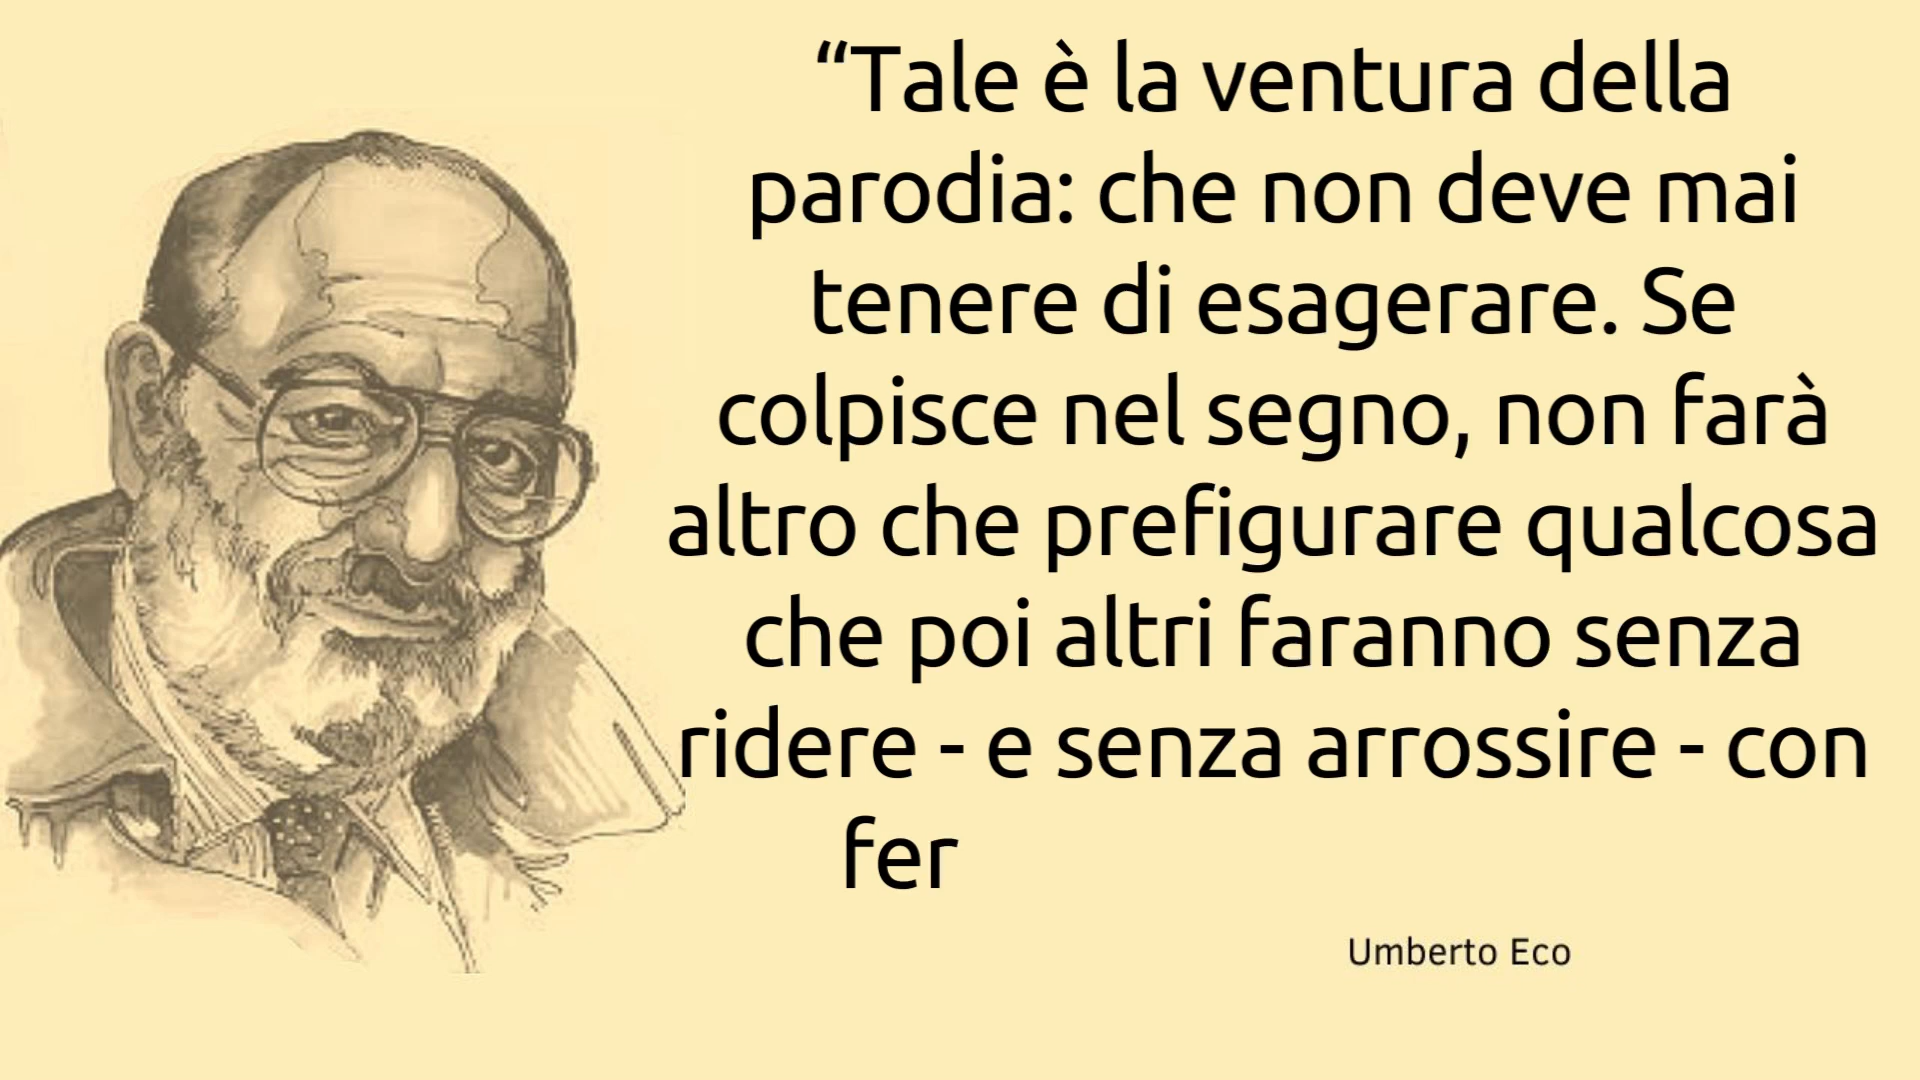 “Tale è la ventura della
parodia: che non deve mai
tenere di esagerare. Se
colpisce nel segno, non farà
altro che prefigurare qualcosa
che poi altri faranno senza
ridere - e senza arrossire - con
fer
Umberto Eco